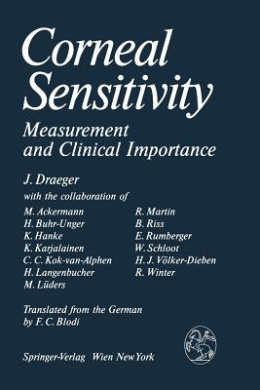 Corneal
Sensitivity
Measurement
and Clinical Importance
J. Draeger
with the collaboration of
M. Ackermann
H. Buhr-Unger
K. Hanke
K. Karjalainen
C. C. Kok-van-Alphen
H. Langenbucher
M. Lüders
R. Martin
B. Riss
E. Rumberger
W. Schloot
H. J. Völker-Dieben
R. Winter
Translated from the German
by F. C. Blodi
Springer-Verlag Wien New York